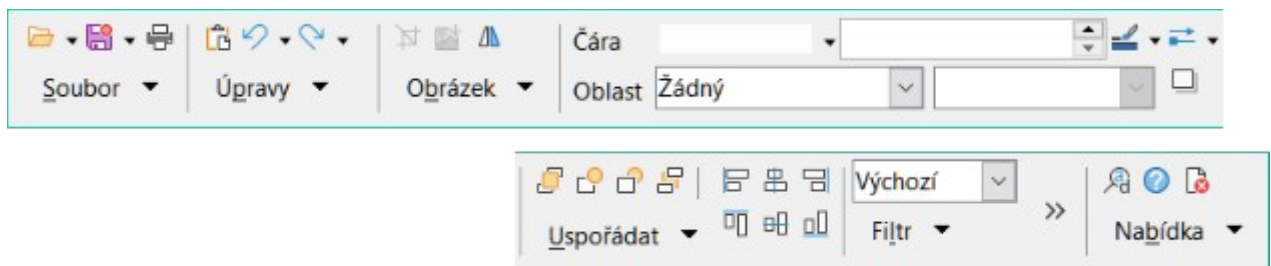 Čára
Soubor Úpravy Obrázek Oblast Žádný
Výchozí
Uspořádat Filtr Nabídka